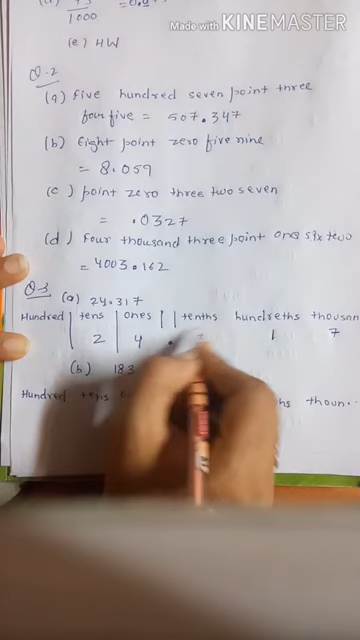 Made with KINEMASTER
1000
(e) HW
Q-2
(a) five hundred seven point three
four five = 507.347
(b) Eight point zero five nine
= 8.059
(c) point zero three two seven
= .0327
(d) Four thousand three point one six two
= 4003.162
Q-3 (a) 24.317
Hundred | tens | ones | | tenths hundreths thousan
2 4 . 1 7
(b) 183
Hundred tens hs thoun..